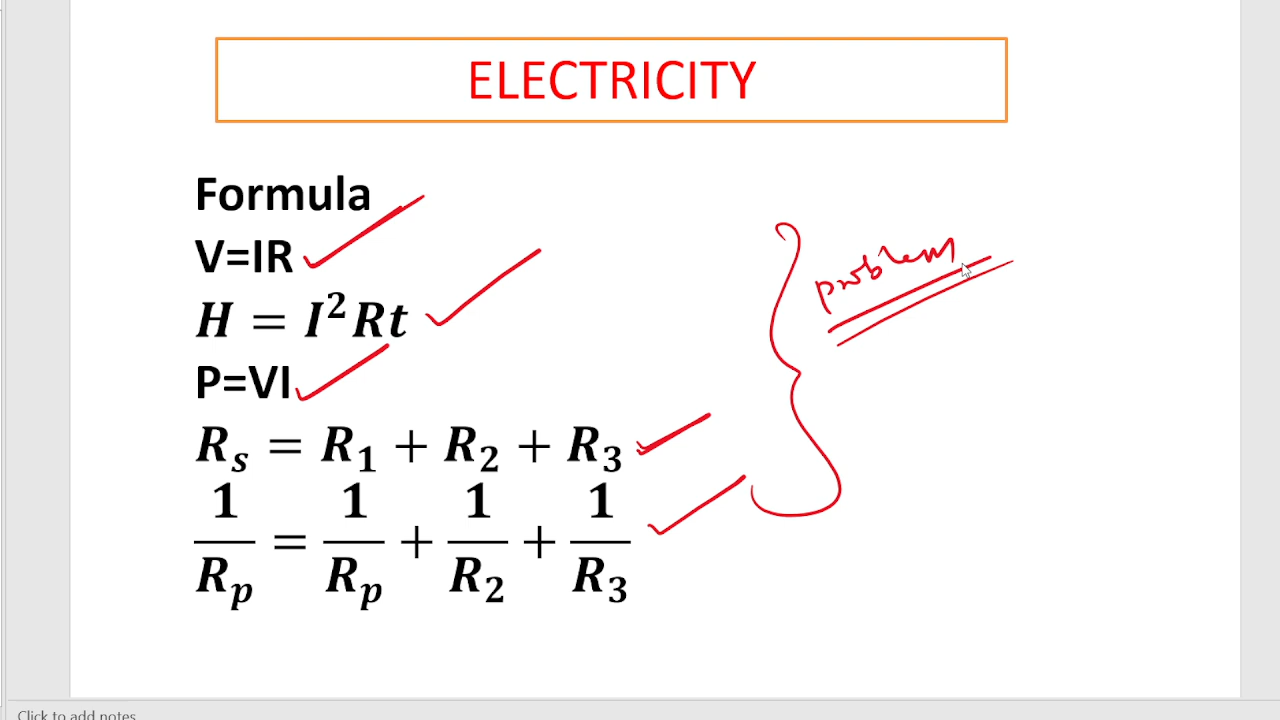 ELECTRICITY
Formula
V=IR
H = I²Rt
P=VI
Rₛ = R₁ + R₂ + R₃
1/Rₚ = 1/Rₚ + 1/R₂ + 1/R₃
problem
Click to add notes